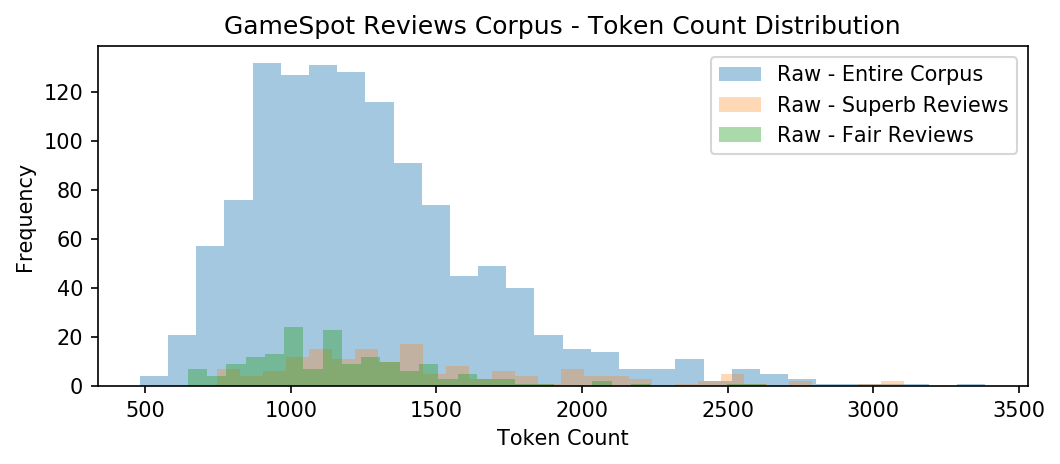 GameSpot Reviews Corpus - Token Count Distribution
Raw - Entire Corpus
Raw - Superb Reviews
Raw - Fair Reviews
Frequency
120
100
80
60
40
20
0
500 1000 1500 2000 2500 3000 3500
Token Count